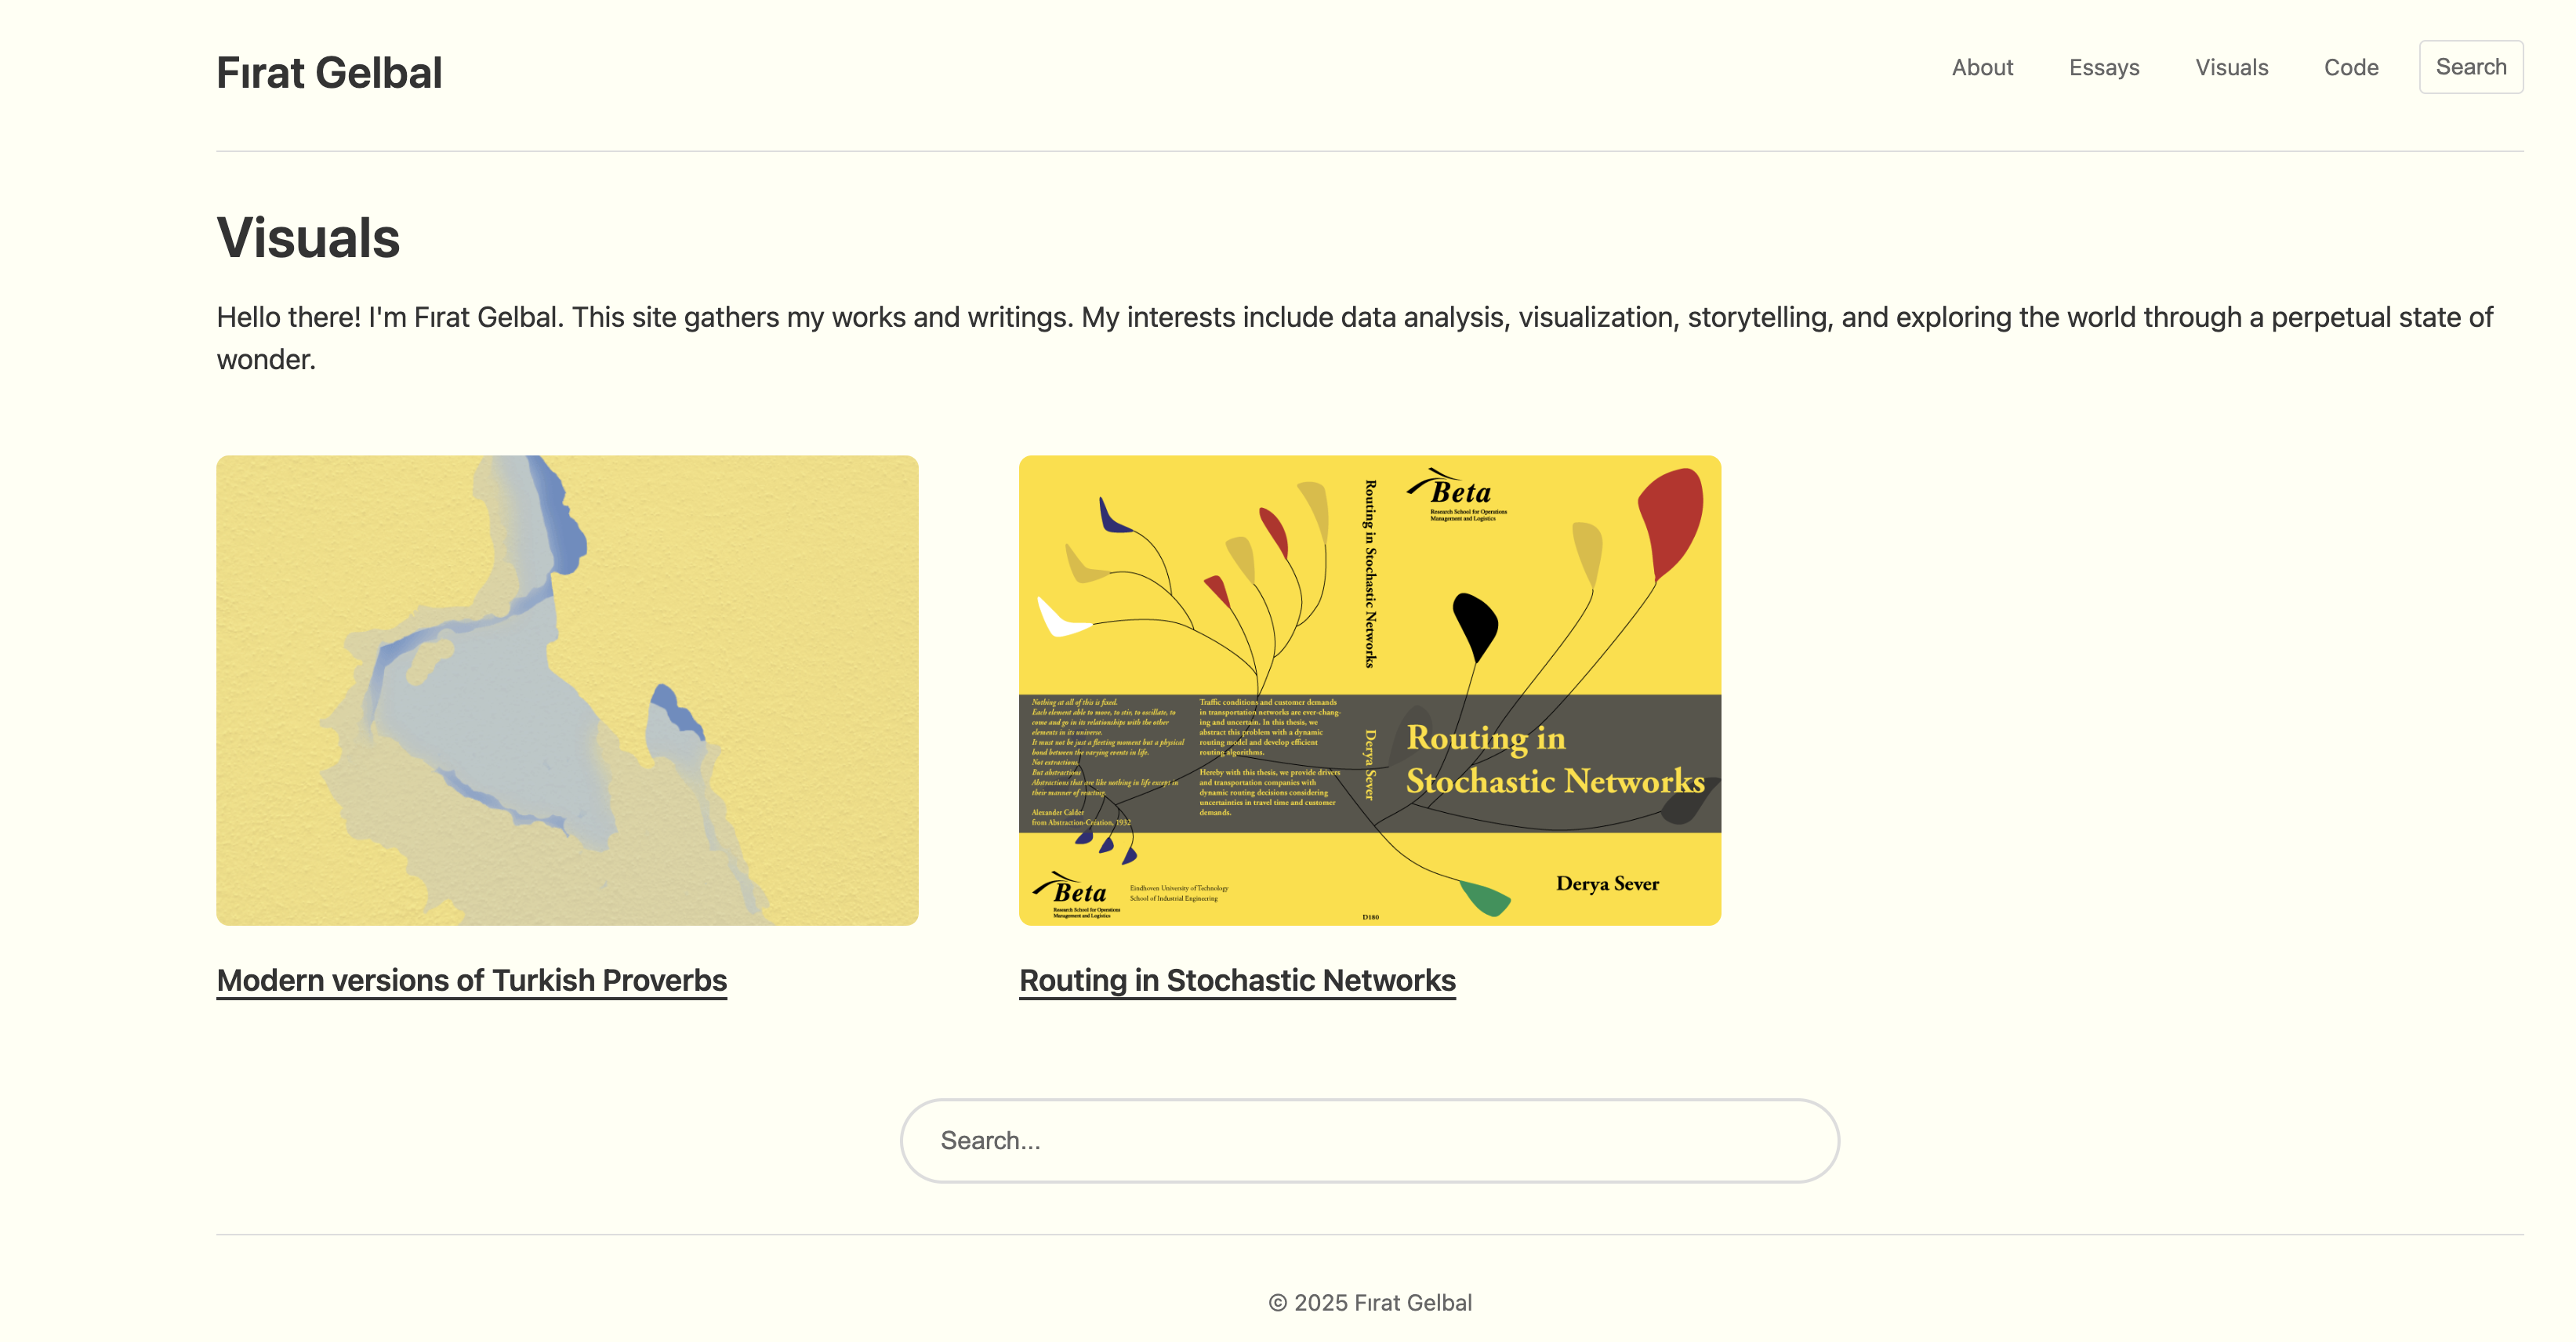 Fırat Gelbal
About
Essays
Visuals
Code
Search
Visuals
Hello there! I'm Fırat Gelbal. This site gathers my works and writings. My interests include data analysis, visualization, storytelling, and exploring the world through a perpetual state of
wonder.
Nothing at all of this is fixed.
Each element able to move, to stir, to oscillate, to
come and go in its relationships with the other
elements in its universe.
It must not be just a fleeting moment but a physical
bond between the varying events in life.
Not extractions,
But abstractions
Abstractions that are like nothing in life except in
their manner of reacting.
Alexander Calder
from Abstraction-Création, 1932
Traffic conditions and customer demands
in transportation networks are ever-chang-
ing and uncertain. In this thesis, we
abstract this problem with a dynamic
routing model and develop efficient
routing algorithms.
Hereby with this thesis, we provide drivers
and transportation companies with
dynamic routing decisions considering
uncertainties in travel time and customer
demands.
Beta
Research School for Operations
Management and Logistics
Eindhoven University of Technology
School of Industrial Engineering
Routing in Stochastic Networks
Derya Sever
D180
Beta
Research School for Operations
Management and Logistics
Routing in
Stochastic Networks
Derya Sever
Modern versions of Turkish Proverbs
Routing in Stochastic Networks
Search...
© 2025 Fırat Gelbal